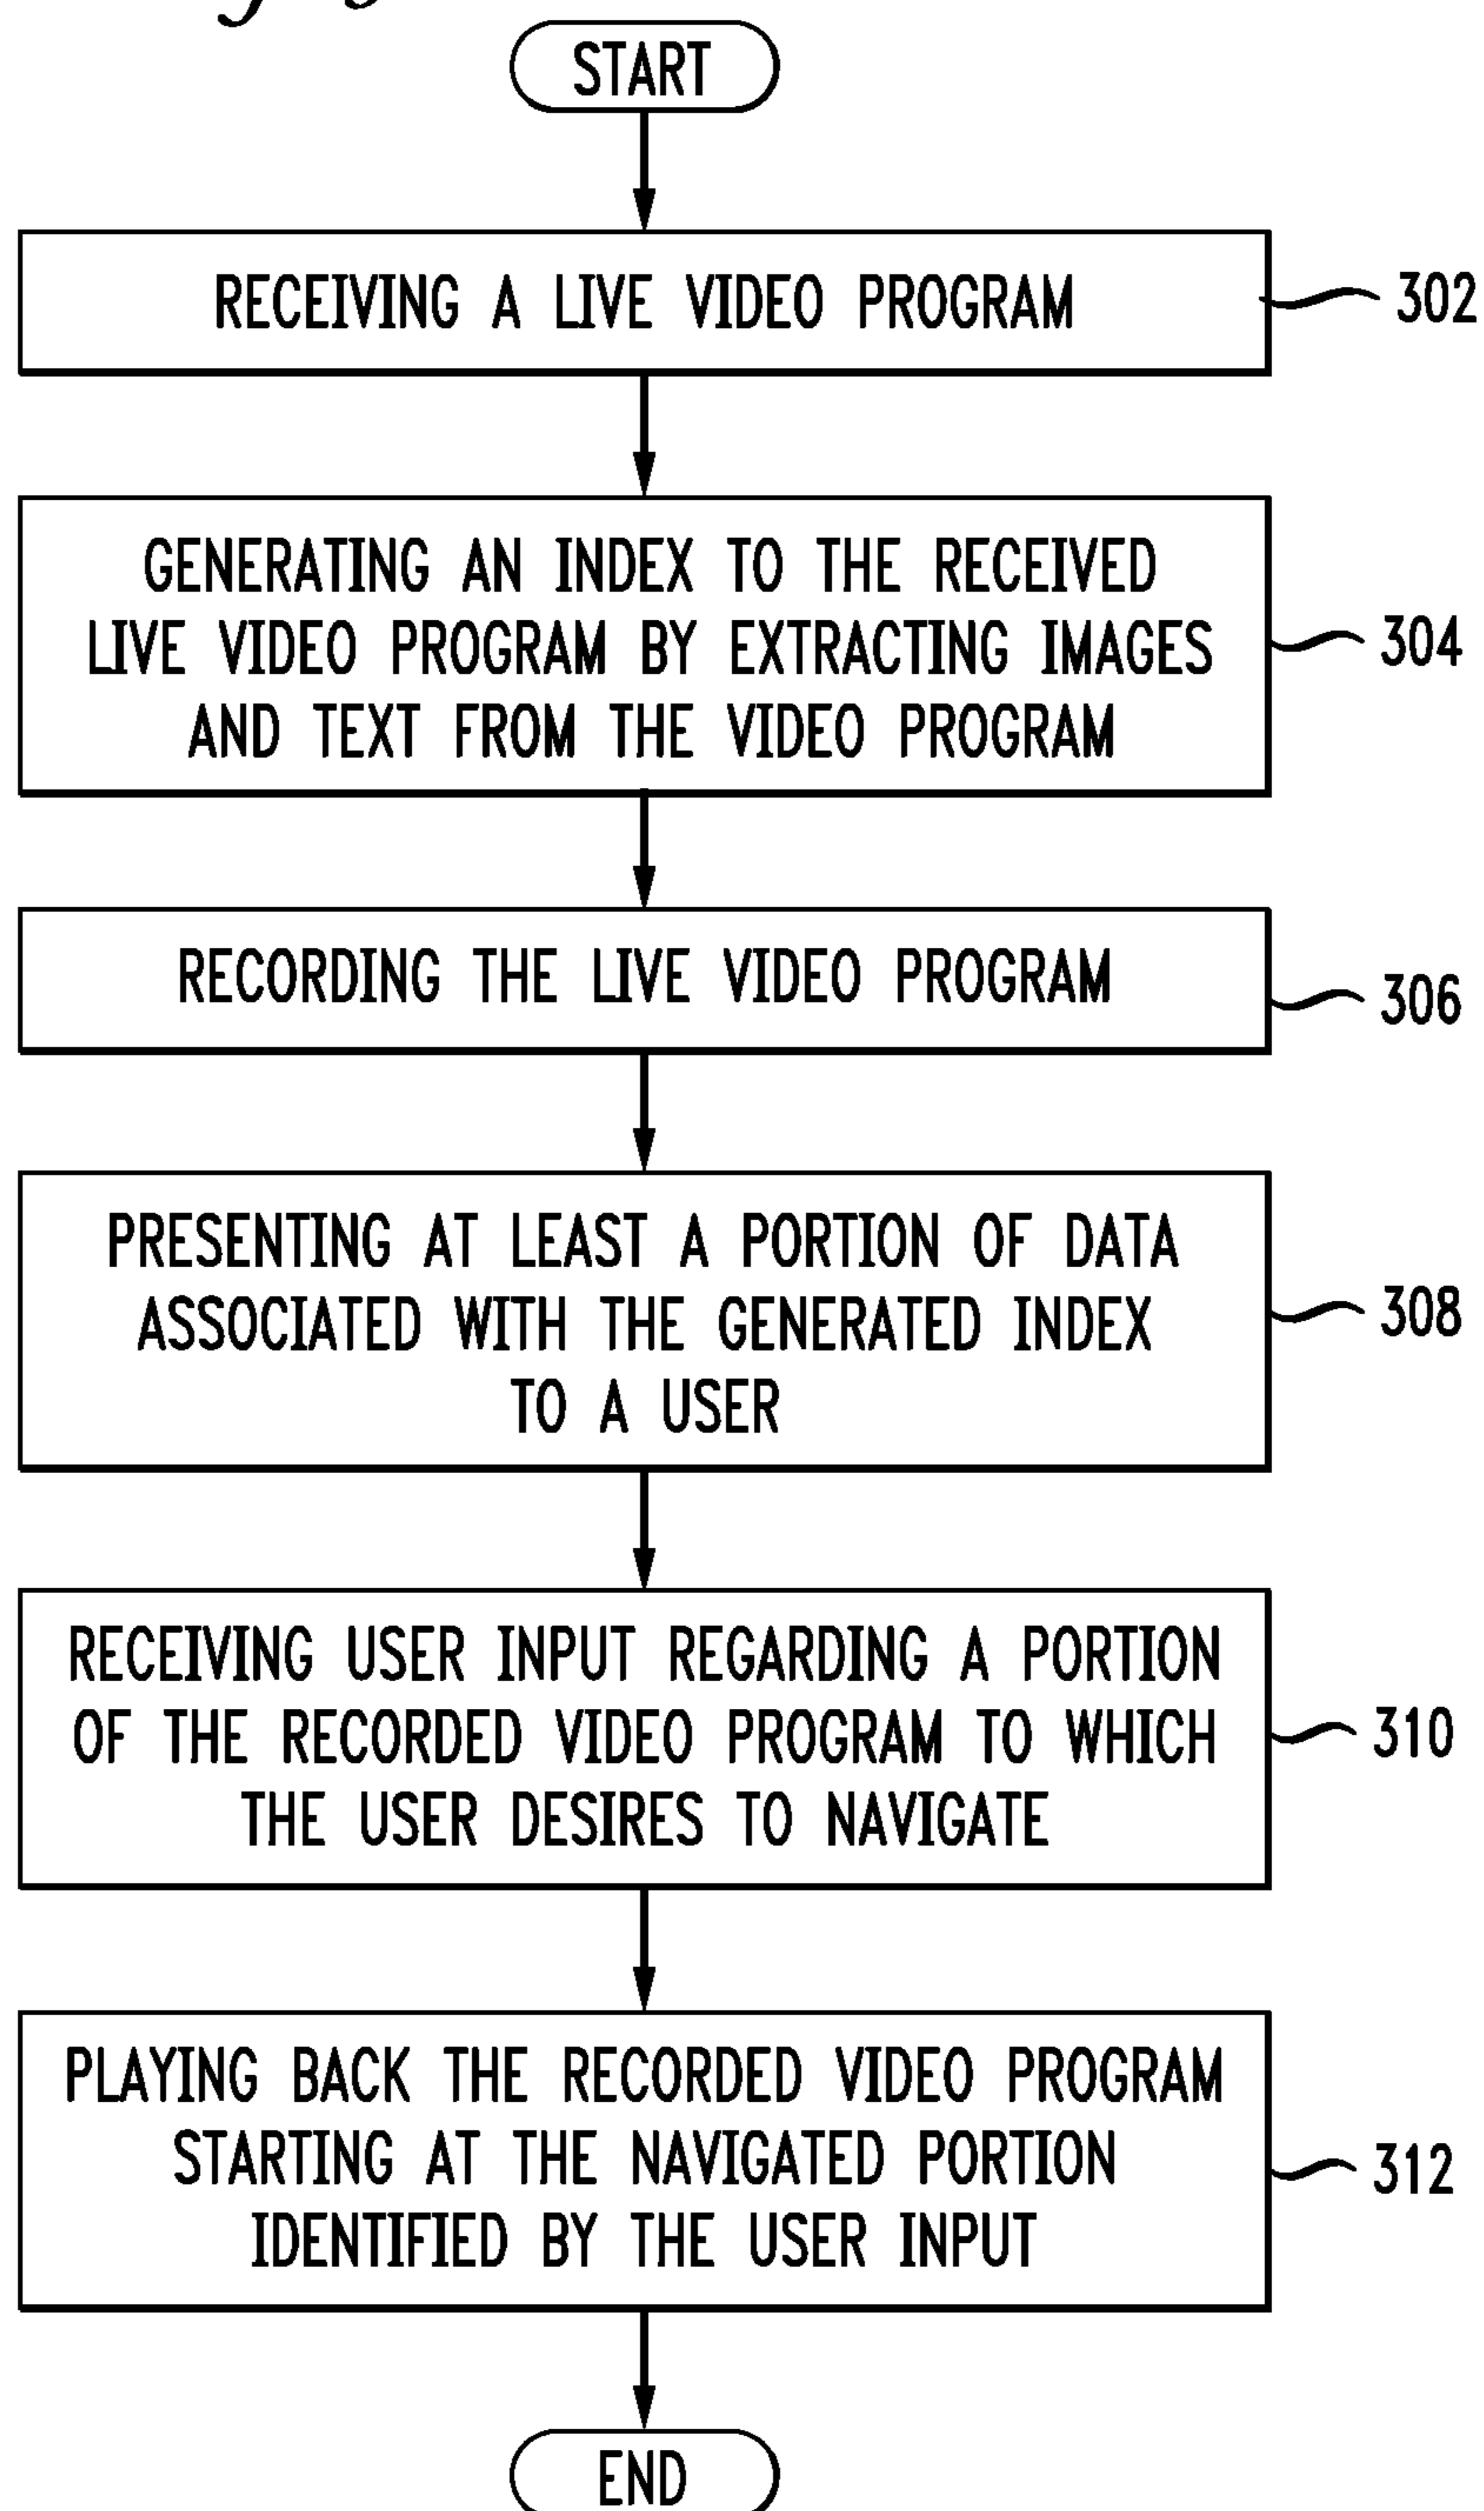 START
RECEIVING A LIVE VIDEO PROGRAM
302
GENERATING AN INDEX TO THE RECEIVED
LIVE VIDEO PROGRAM BY EXTRACTING IMAGES
AND TEXT FROM THE VIDEO PROGRAM
304
RECORDING THE LIVE VIDEO PROGRAM
306
PRESENTING AT LEAST A PORTION OF DATA
ASSOCIATED WITH THE GENERATED INDEX
TO A USER
308
RECEIVING USER INPUT REGARDING A PORTION
OF THE RECORDED VIDEO PROGRAM TO WHICH
THE USER DESIRES TO NAVIGATE
310
PLAYING BACK THE RECORDED VIDEO PROGRAM
STARTING AT THE NAVIGATED PORTION
IDENTIFIED BY THE USER INPUT
312
END